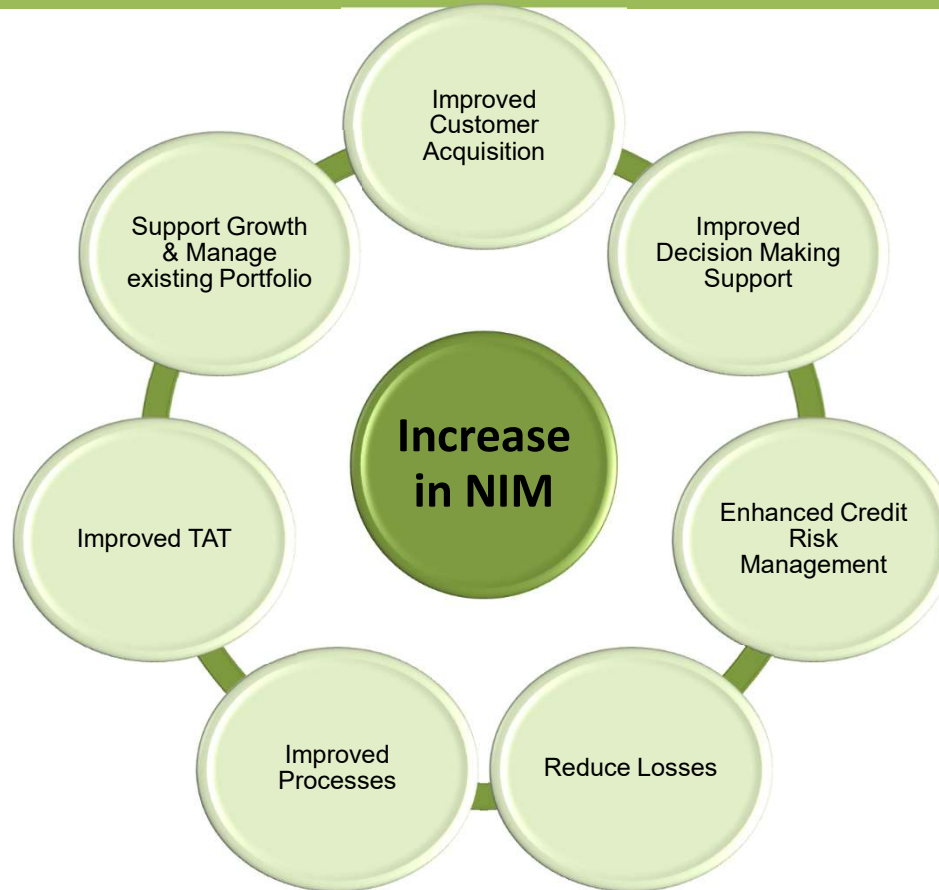 Improved
Customer
Acquisition
Improved
Decision Making
Support
Enhanced Credit
Risk
Management
Reduce Losses
Improved
Processes
Improved TAT
Support Growth
& Manage
existing Portfolio
Increase
in NIM